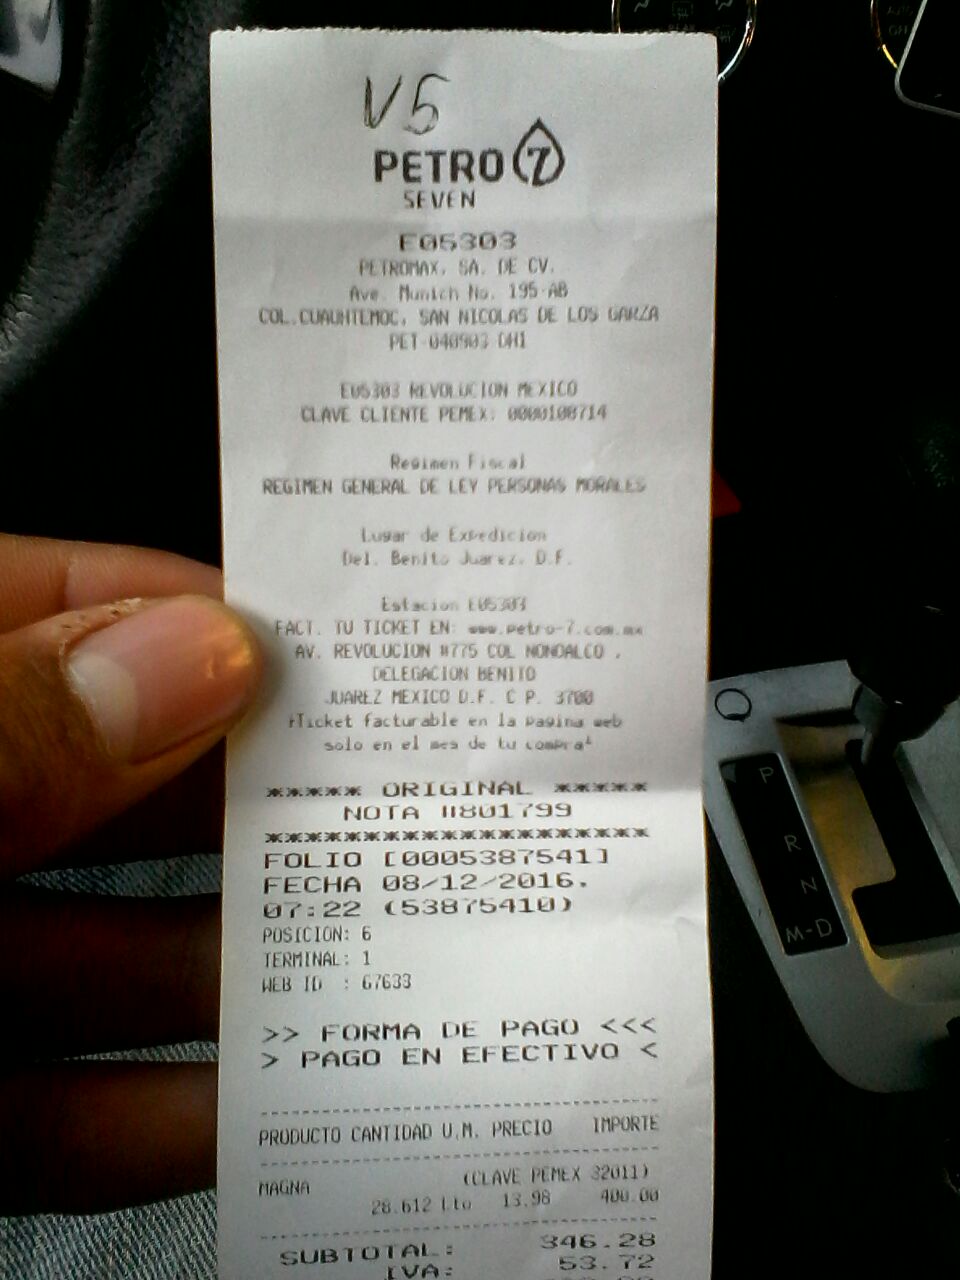 V5
PETRO 7
SEVEN
E05303
PETROMAX, SA. DE CV.
Ave. Munich No. 195-AB
COL.CUAUHTEMOC, SAN NICOLAS DE LOS GARZA
PET-040903 DH1
E05303 REVOLUCION MEXICO
CLAVE CLIENTE PEMEX: 0000108714
Regimen Fiscal
REGIMEN GENERAL DE LEY PERSONAS MORALES
Lugar de Expedicion
Del. Benito Juarez, D.F.
Estacion E05303
FACT. TU TICKET EN: www.petro-7.com.mx
AV. REVOLUCION #775 COL NONOALCO .
DELEGACION BENITO
JUAREZ MEXICO D.F. C P. 3700
Ticket facturable en la pagina web
solo en el mes de tu compra
***** ORIGINAL *****
NOTA #801799
*********************
FOLIO [0005387541]
FECHA 08/12/2016.
07:22 (53875410)
POSICION: 6
TERMINAL: 1
WEB ID : 67633
>> FORMA DE PAGO <<<
> PAGO EN EFECTIVO <
PRODUCTO CANTIDAD U.M. PRECIO IMPORTE
(CLAVE PEMEX 32011)
MAGNA 28.612 Lto 13.98 400.00
SUBTOTAL: 346.28
IVA: 53.72
P
R
N
M-D